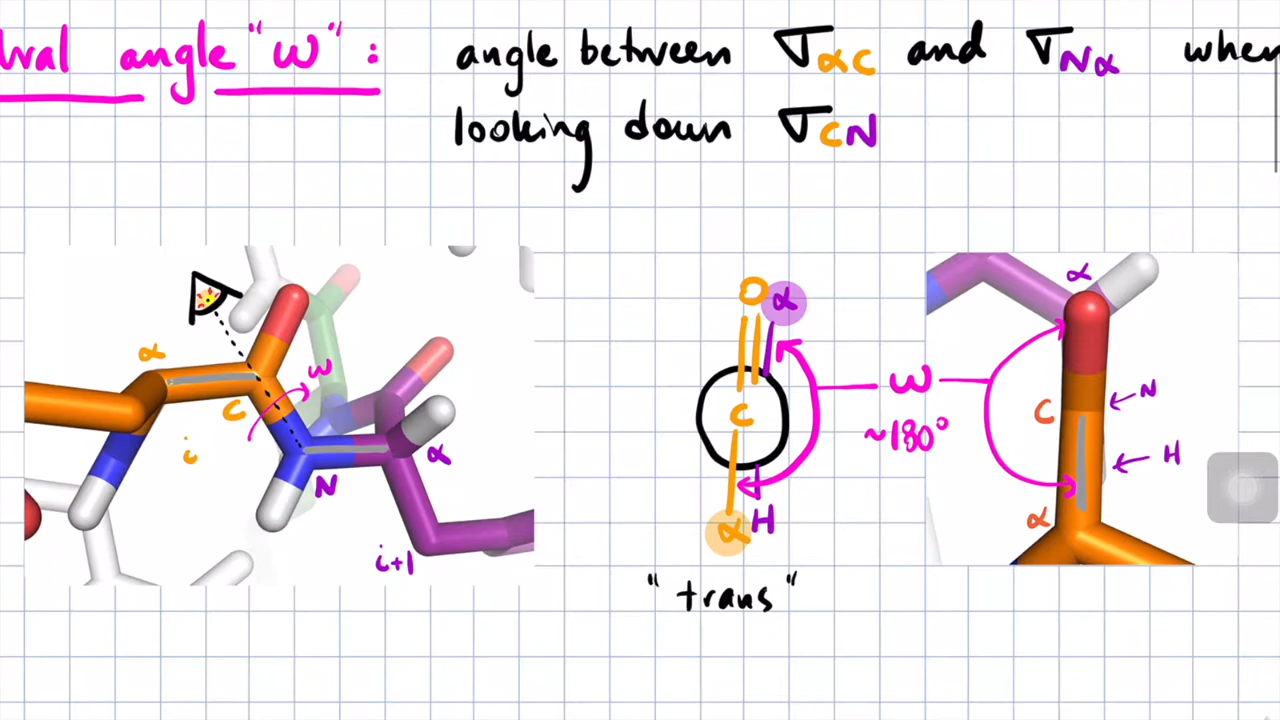 dral angle "ω" : angle between σαC and σNα when
looking down σCN
α
C
ω
i
N
α
i+1
O
α
C
α
H
ω
~180°
"trans"
α
C
← N
← H
α